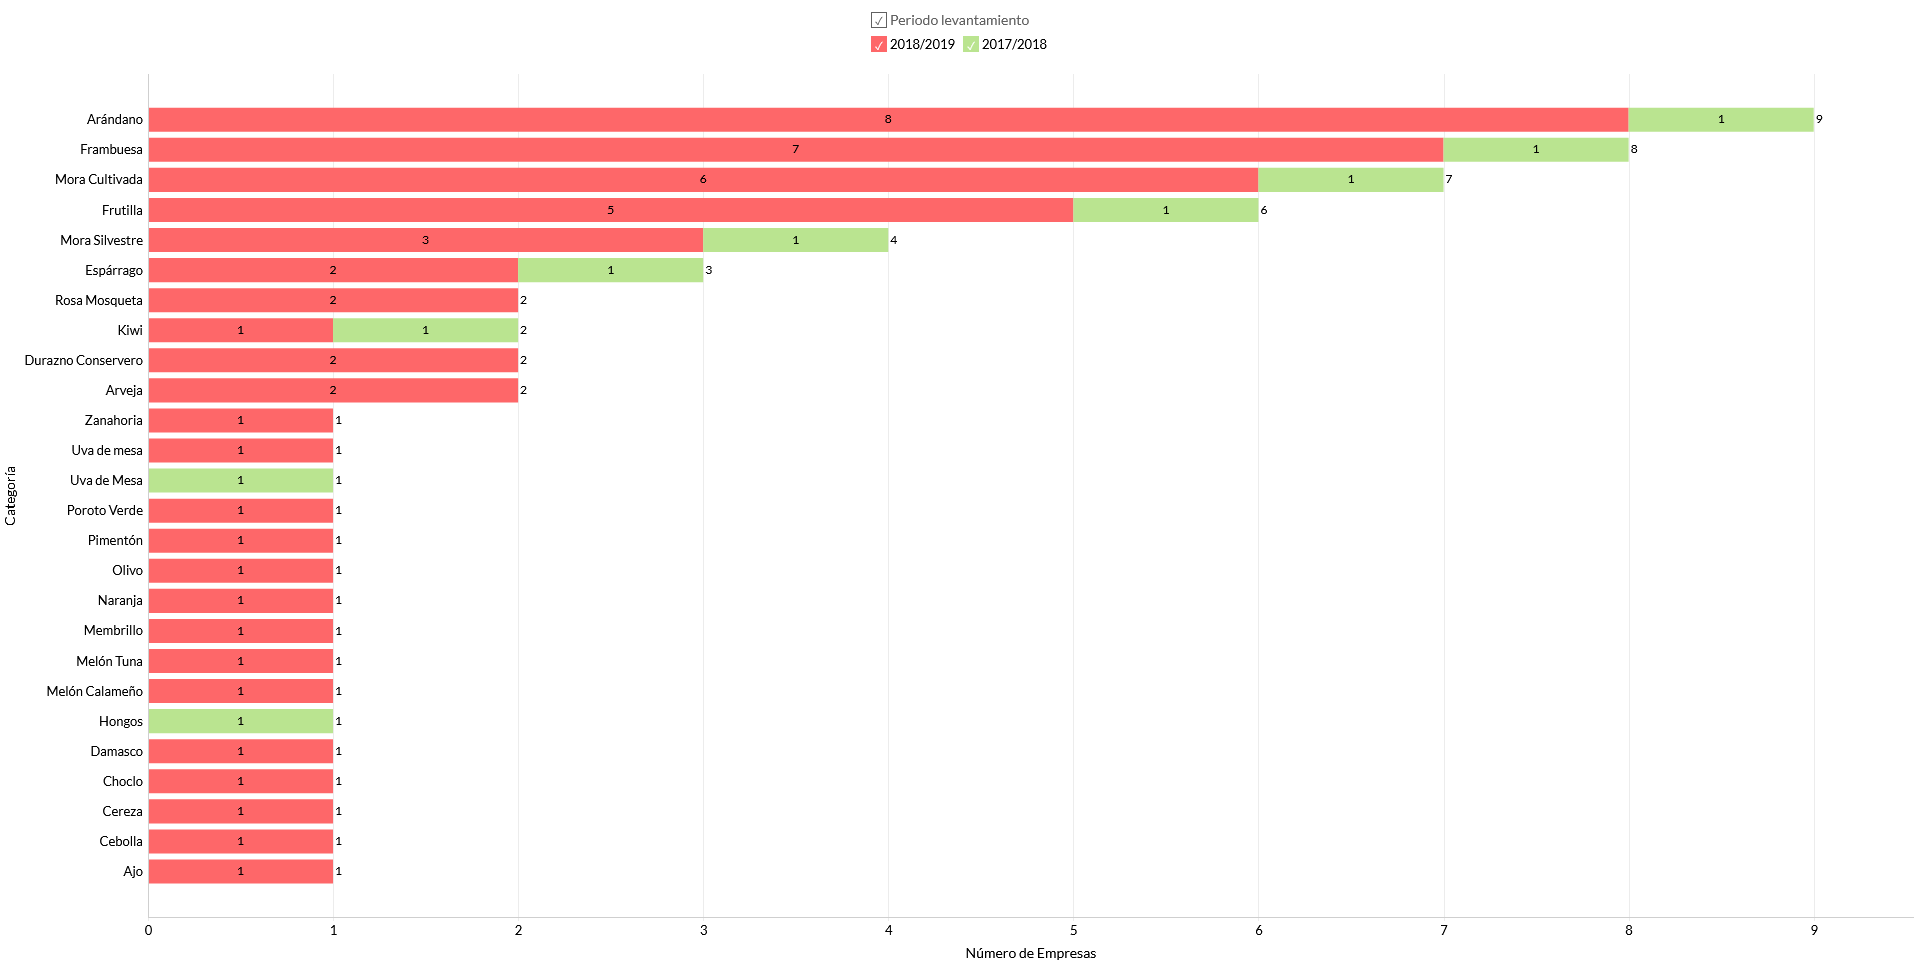 Periodo levantamiento
2018/2019 2017/2018
Arándano 8 1 9
Frambuesa 7 1 8
Mora Cultivada 6 1 7
Frutilla 5 1 6
Mora Silvestre 3 1 4
Espárrago 2 1 3
Rosa Mosqueta 2 2
Kiwi 1 1 2
Durazno Conservero 2 2
Arveja 2 2
Zanahoria 1 1
Uva de mesa 1 1
Uva de Mesa 1 1
Poroto Verde 1 1
Pimentón 1 1
Olivo 1 1
Naranja 1 1
Membrillo 1 1
Melón Tuna 1 1
Melón Calameño 1 1
Hongos 1 1
Damasco 1 1
Choclo 1 1
Cereza 1 1
Cebolla 1 1
Ajo 1 1
Categoría
0 1 2 3 4 5 6 7 8 9
Número de Empresas